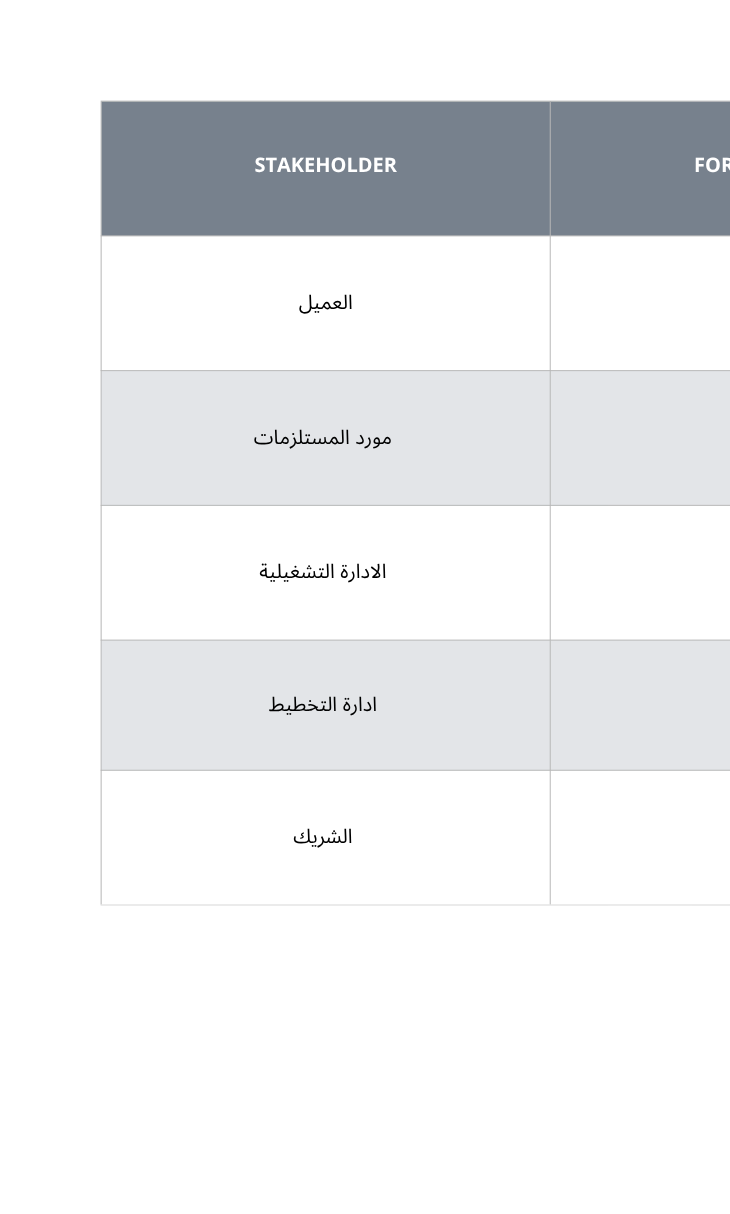 STAKEHOLDER
العميل
مورد المستلزمات
الادارة التشغيلية
ادارة التخطيط
الشريك